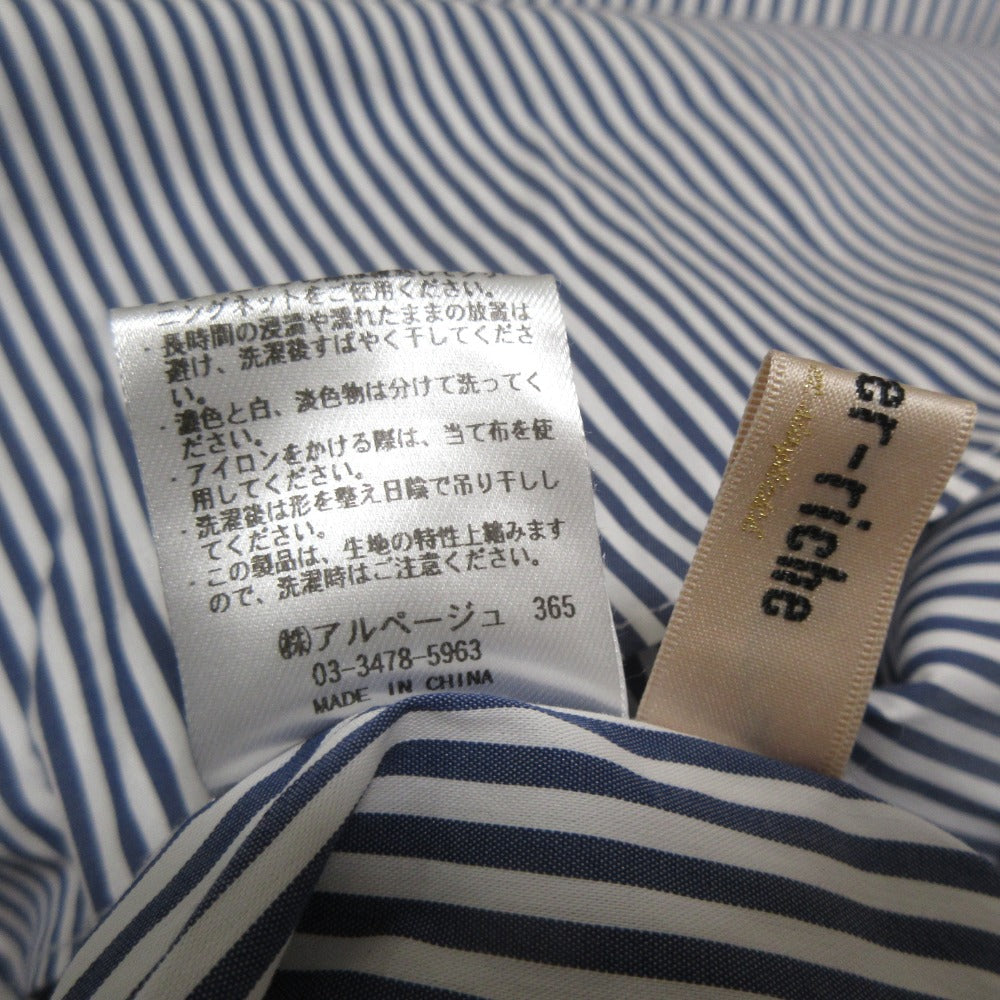 ニングネットをご使用ください。
・長時間の浸漬や濡れたままの放置は
避け、洗濯後すばやく干してくださ
い。
・濃色と白、淡色物は分けて洗ってく
ださい。
・アイロンをかける際は、当て布を使
用してください。
・洗濯後は形を整え日陰で吊り干しし
てください。
・この製品は、生地の特性上縮みます
ので、洗濯時はご注意ください。
㈱アルページュ 365
03-3478-5963
MADE IN CHINA
er-riche